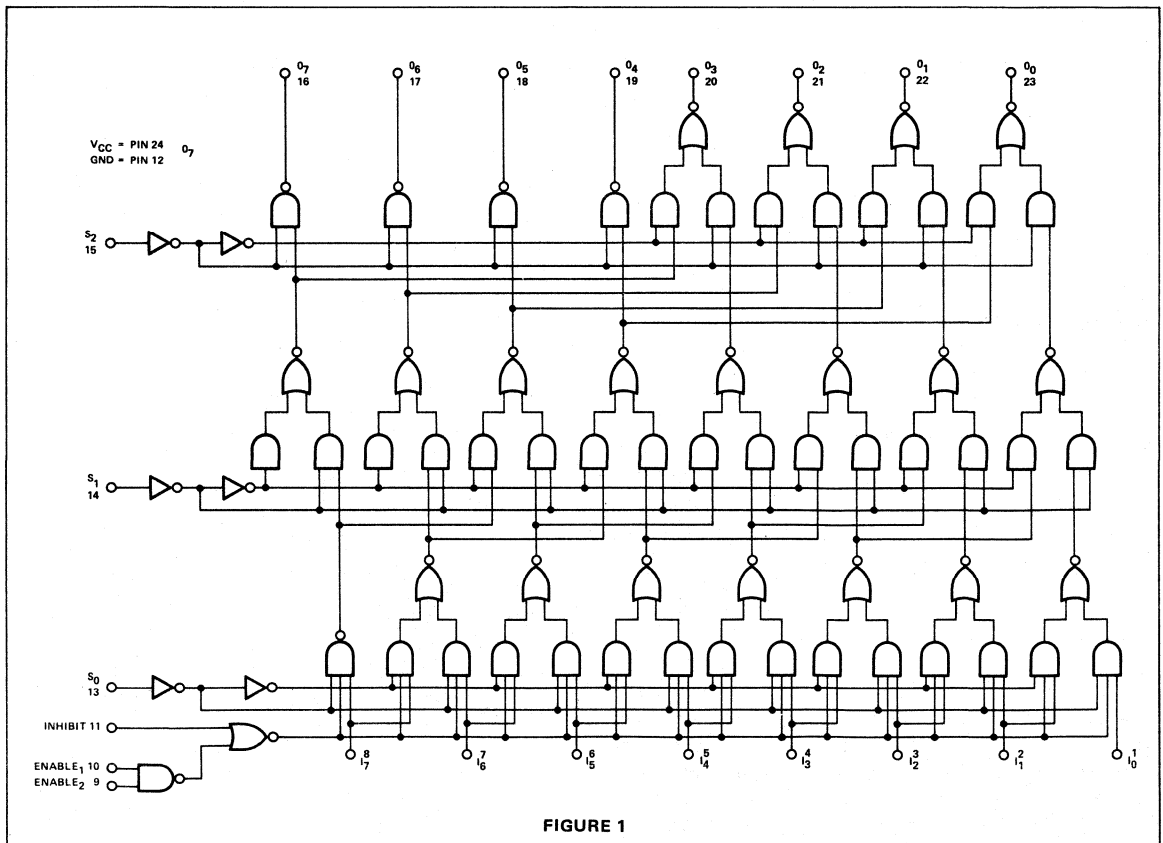 O7 O6 O5 O4 O3 O2 O1 O0
16 17 18 19 20 21 22 23
VCC = PIN 24 O7
GND = PIN 12
S2
15
S1
14
S0
13
INHIBIT 11
ENABLE1 10
ENABLE2 9
8 7 6 5 4 3 2 1
I7 I6 I5 I4 I3 I2 I1 I0
FIGURE 1